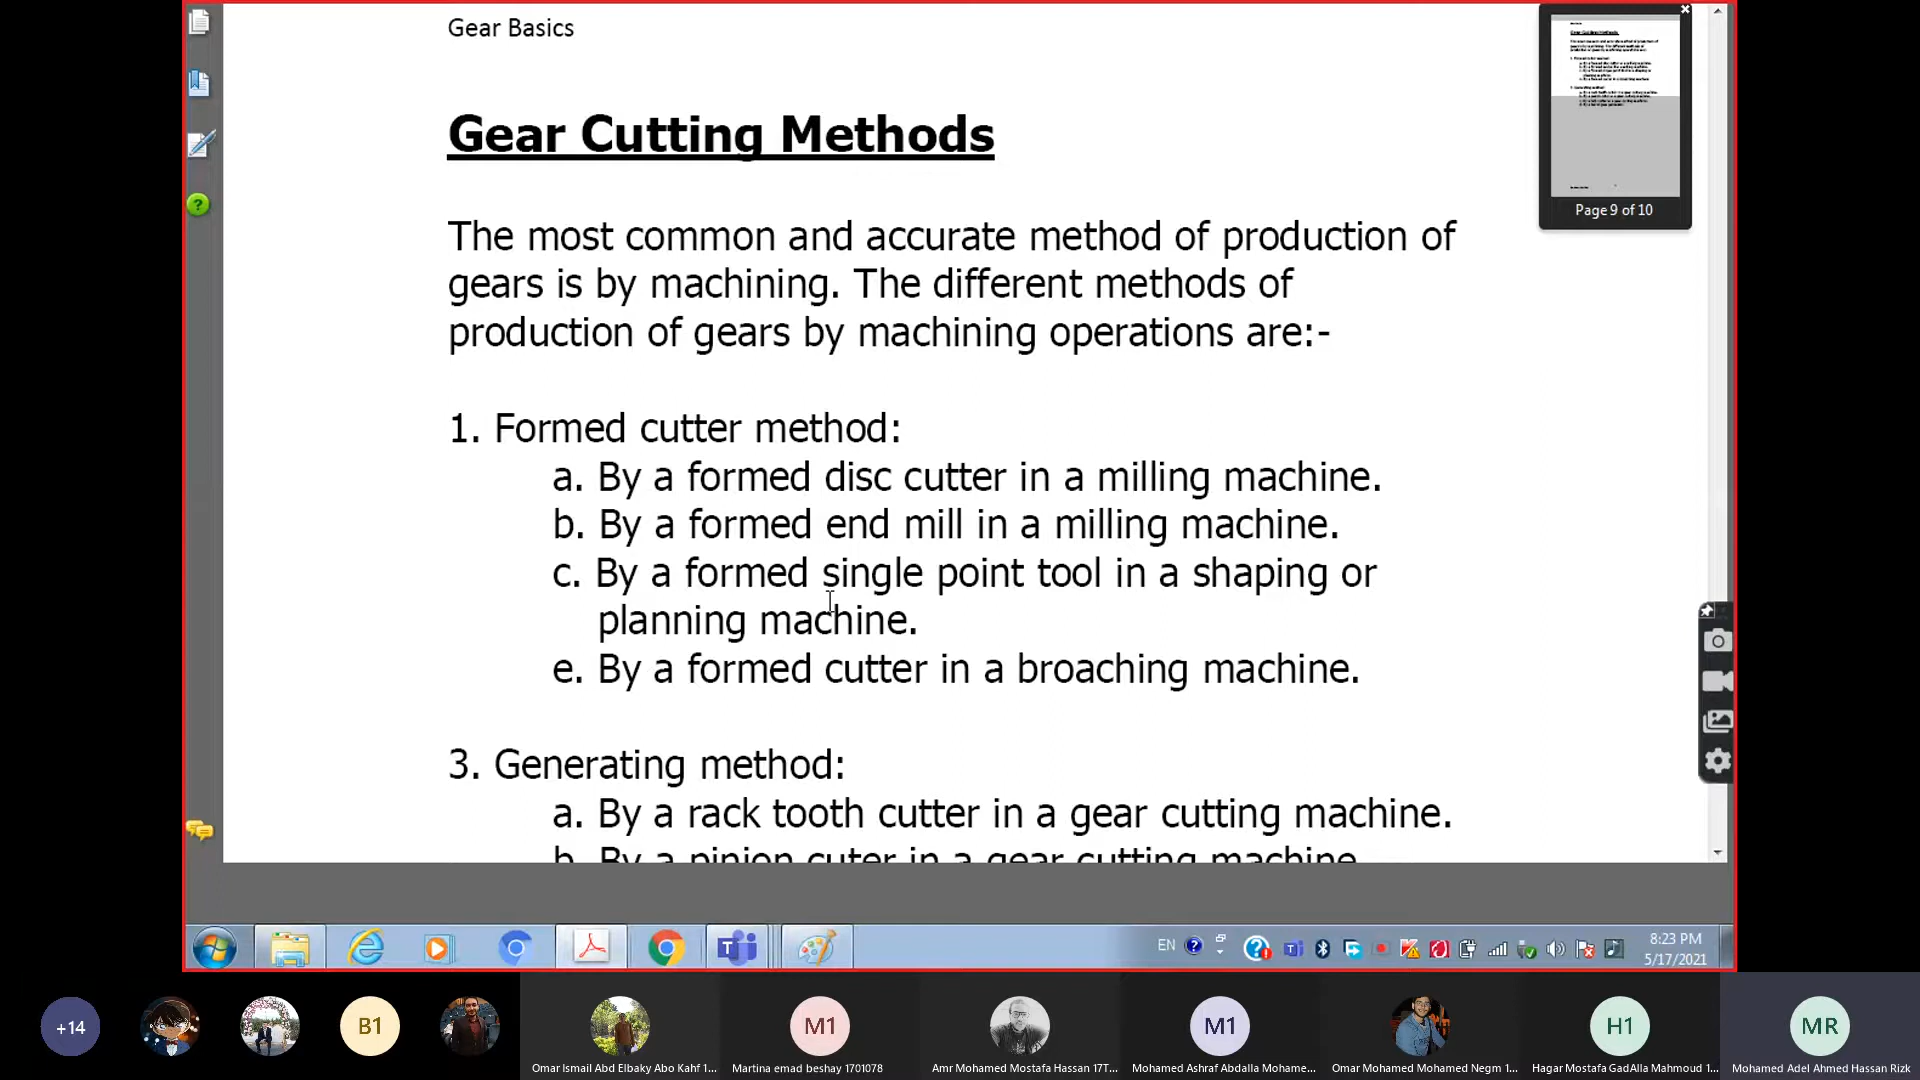 Gear Basics
Gear Cutting Methods
The most common and accurate method of production of
gears is by machining. The different methods of
production of gears by machining operations are:-
1. Formed cutter method:
a. By a formed disc cutter in a milling machine.
b. By a formed end mill in a milling machine.
c. By a formed single point tool in a shaping or
planning machine.
e. By a formed cutter in a broaching machine.
3. Generating method:
a. By a rack tooth cutter in a gear cutting machine.
b. By a pinion cuter in a gear cutting machine
Page 9 of 10
EN
8:23 PM
5/17/2021
+14
B1
M1
M1
H1
MR
Omar Ismail Abd Elbaky Abo Kahf 1...
Martina emad beshay 1701078
Amr Mohamed Mostafa Hassan 17T...
Mohamed Ashraf Abdalla Mohame...
Omar Mohamed Mohamed Negm 1...
Hagar Mostafa GadAlla Mahmoud 1...
Mohamed Adel Ahmed Hassan Rizk